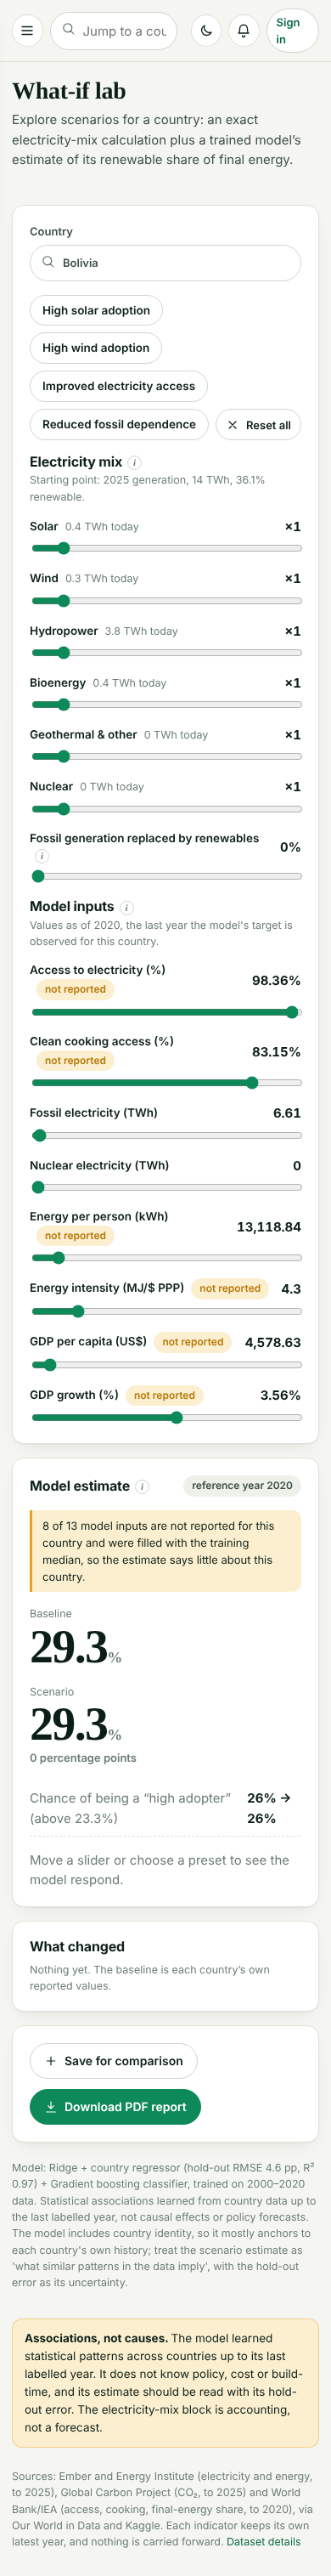 Jump to a cou
Sign
in
What-if lab
Explore scenarios for a country: an exact
electricity-mix calculation plus a trained model’s
estimate of its renewable share of final energy.
Country
Bolivia
High solar adoption
High wind adoption
Improved electricity access
Reduced fossil dependence
Reset all
Electricity mix i
Starting point: 2025 generation, 14 TWh, 36.1%
renewable.
Solar 0.4 TWh today ×1
Wind 0.3 TWh today ×1
Hydropower 3.8 TWh today ×1
Bioenergy 0.4 TWh today ×1
Geothermal & other 0 TWh today ×1
Nuclear 0 TWh today ×1
Fossil generation replaced by renewables 0%
i
Model inputs i
Values as of 2020, the last year the model's target is
observed for this country.
Access to electricity (%)
not reported 98.36%
Clean cooking access (%)
not reported 83.15%
Fossil electricity (TWh) 6.61
Nuclear electricity (TWh) 0
Energy per person (kWh)
not reported 13,118.84
Energy intensity (MJ/$ PPP) not reported 4.3
GDP per capita (US$) not reported 4,578.63
GDP growth (%) not reported 3.56%
Model estimate i reference year 2020
8 of 13 model inputs are not reported for this
country and were filled with the training
median, so the estimate says little about this
country.
Baseline
29.3%
Scenario
29.3%
0 percentage points
Chance of being a “high adopter” 26% →
(above 23.3%) 26%
Move a slider or choose a preset to see the
model respond.
What changed
Nothing yet. The baseline is each country’s own
reported values.
Save for comparison
Download PDF report
Model: Ridge + country regressor (hold-out RMSE 4.6 pp, R²
0.97) + Gradient boosting classifier, trained on 2000–2020
data. Statistical associations learned from country data up to
the last labelled year, not causal effects or policy forecasts.
The model includes country identity, so it mostly anchors to
each country's own history; treat the scenario estimate as
'what similar patterns in the data imply', with the hold-out
error as its uncertainty.
Associations, not causes. The model learned
statistical patterns across countries up to its last
labelled year. It does not know policy, cost or build-
time, and its estimate should be read with its hold-
out error. The electricity-mix block is accounting,
not a forecast.
Sources: Ember and Energy Institute (electricity and energy,
to 2025), Global Carbon Project (CO₂, to 2025) and World
Bank/IEA (access, cooking, final-energy share, to 2020), via
Our World in Data and Kaggle. Each indicator keeps its own
latest year, and nothing is carried forward. Dataset details